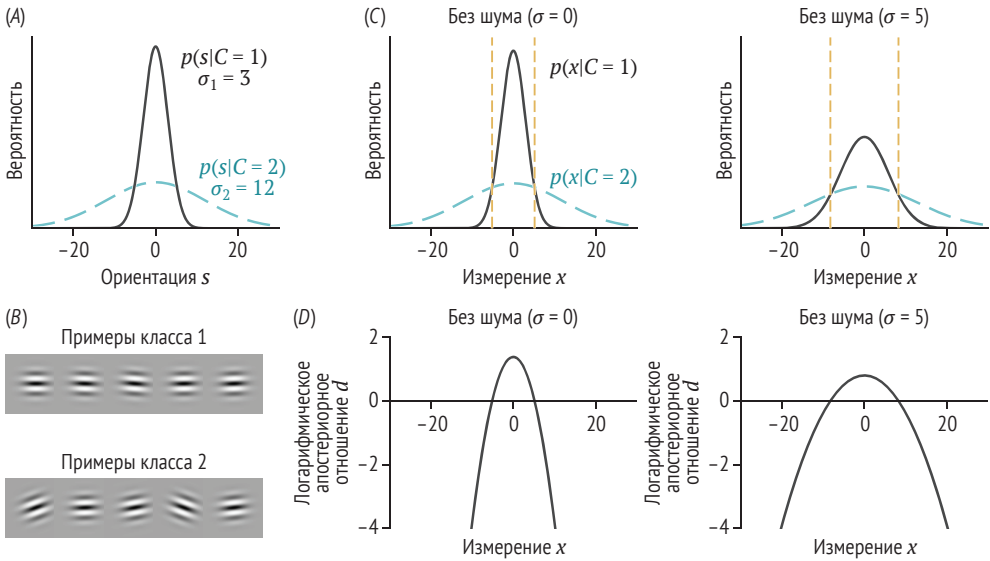 (A)
Вероятность
p(s|C = 1)
σ₁ = 3
p(s|C = 2)
σ₂ = 12
−20 0 20
Ориентация s
(B)
Примеры класса 1
Примеры класса 2
(C)
Без шума (σ = 0)
Вероятность
p(x|C = 1)
p(x|C = 2)
−20 0 20
Измерение x
Без шума (σ = 5)
Вероятность
−20 0 20
Измерение x
(D)
Без шума (σ = 0)
Логарифмическое
апостериорное
отношение d
2
0
−2
−4
−20 0 20
Измерение x
Без шума (σ = 5)
Логарифмическое
апостериорное
отношение d
2
0
−2
−4
−20 0 20
Измерение x